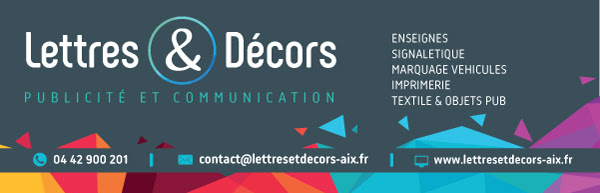 Lettres & Décors
PUBLICITÉ ET COMMUNICATION
ENSEIGNES
SIGNALETIQUE
MARQUAGE VEHICULES
IMPRIMERIE
TEXTILE & OBJETS PUB
04 42 900 201 | contact@lettresetdecors-aix.fr | www.lettresetdecors-aix.fr